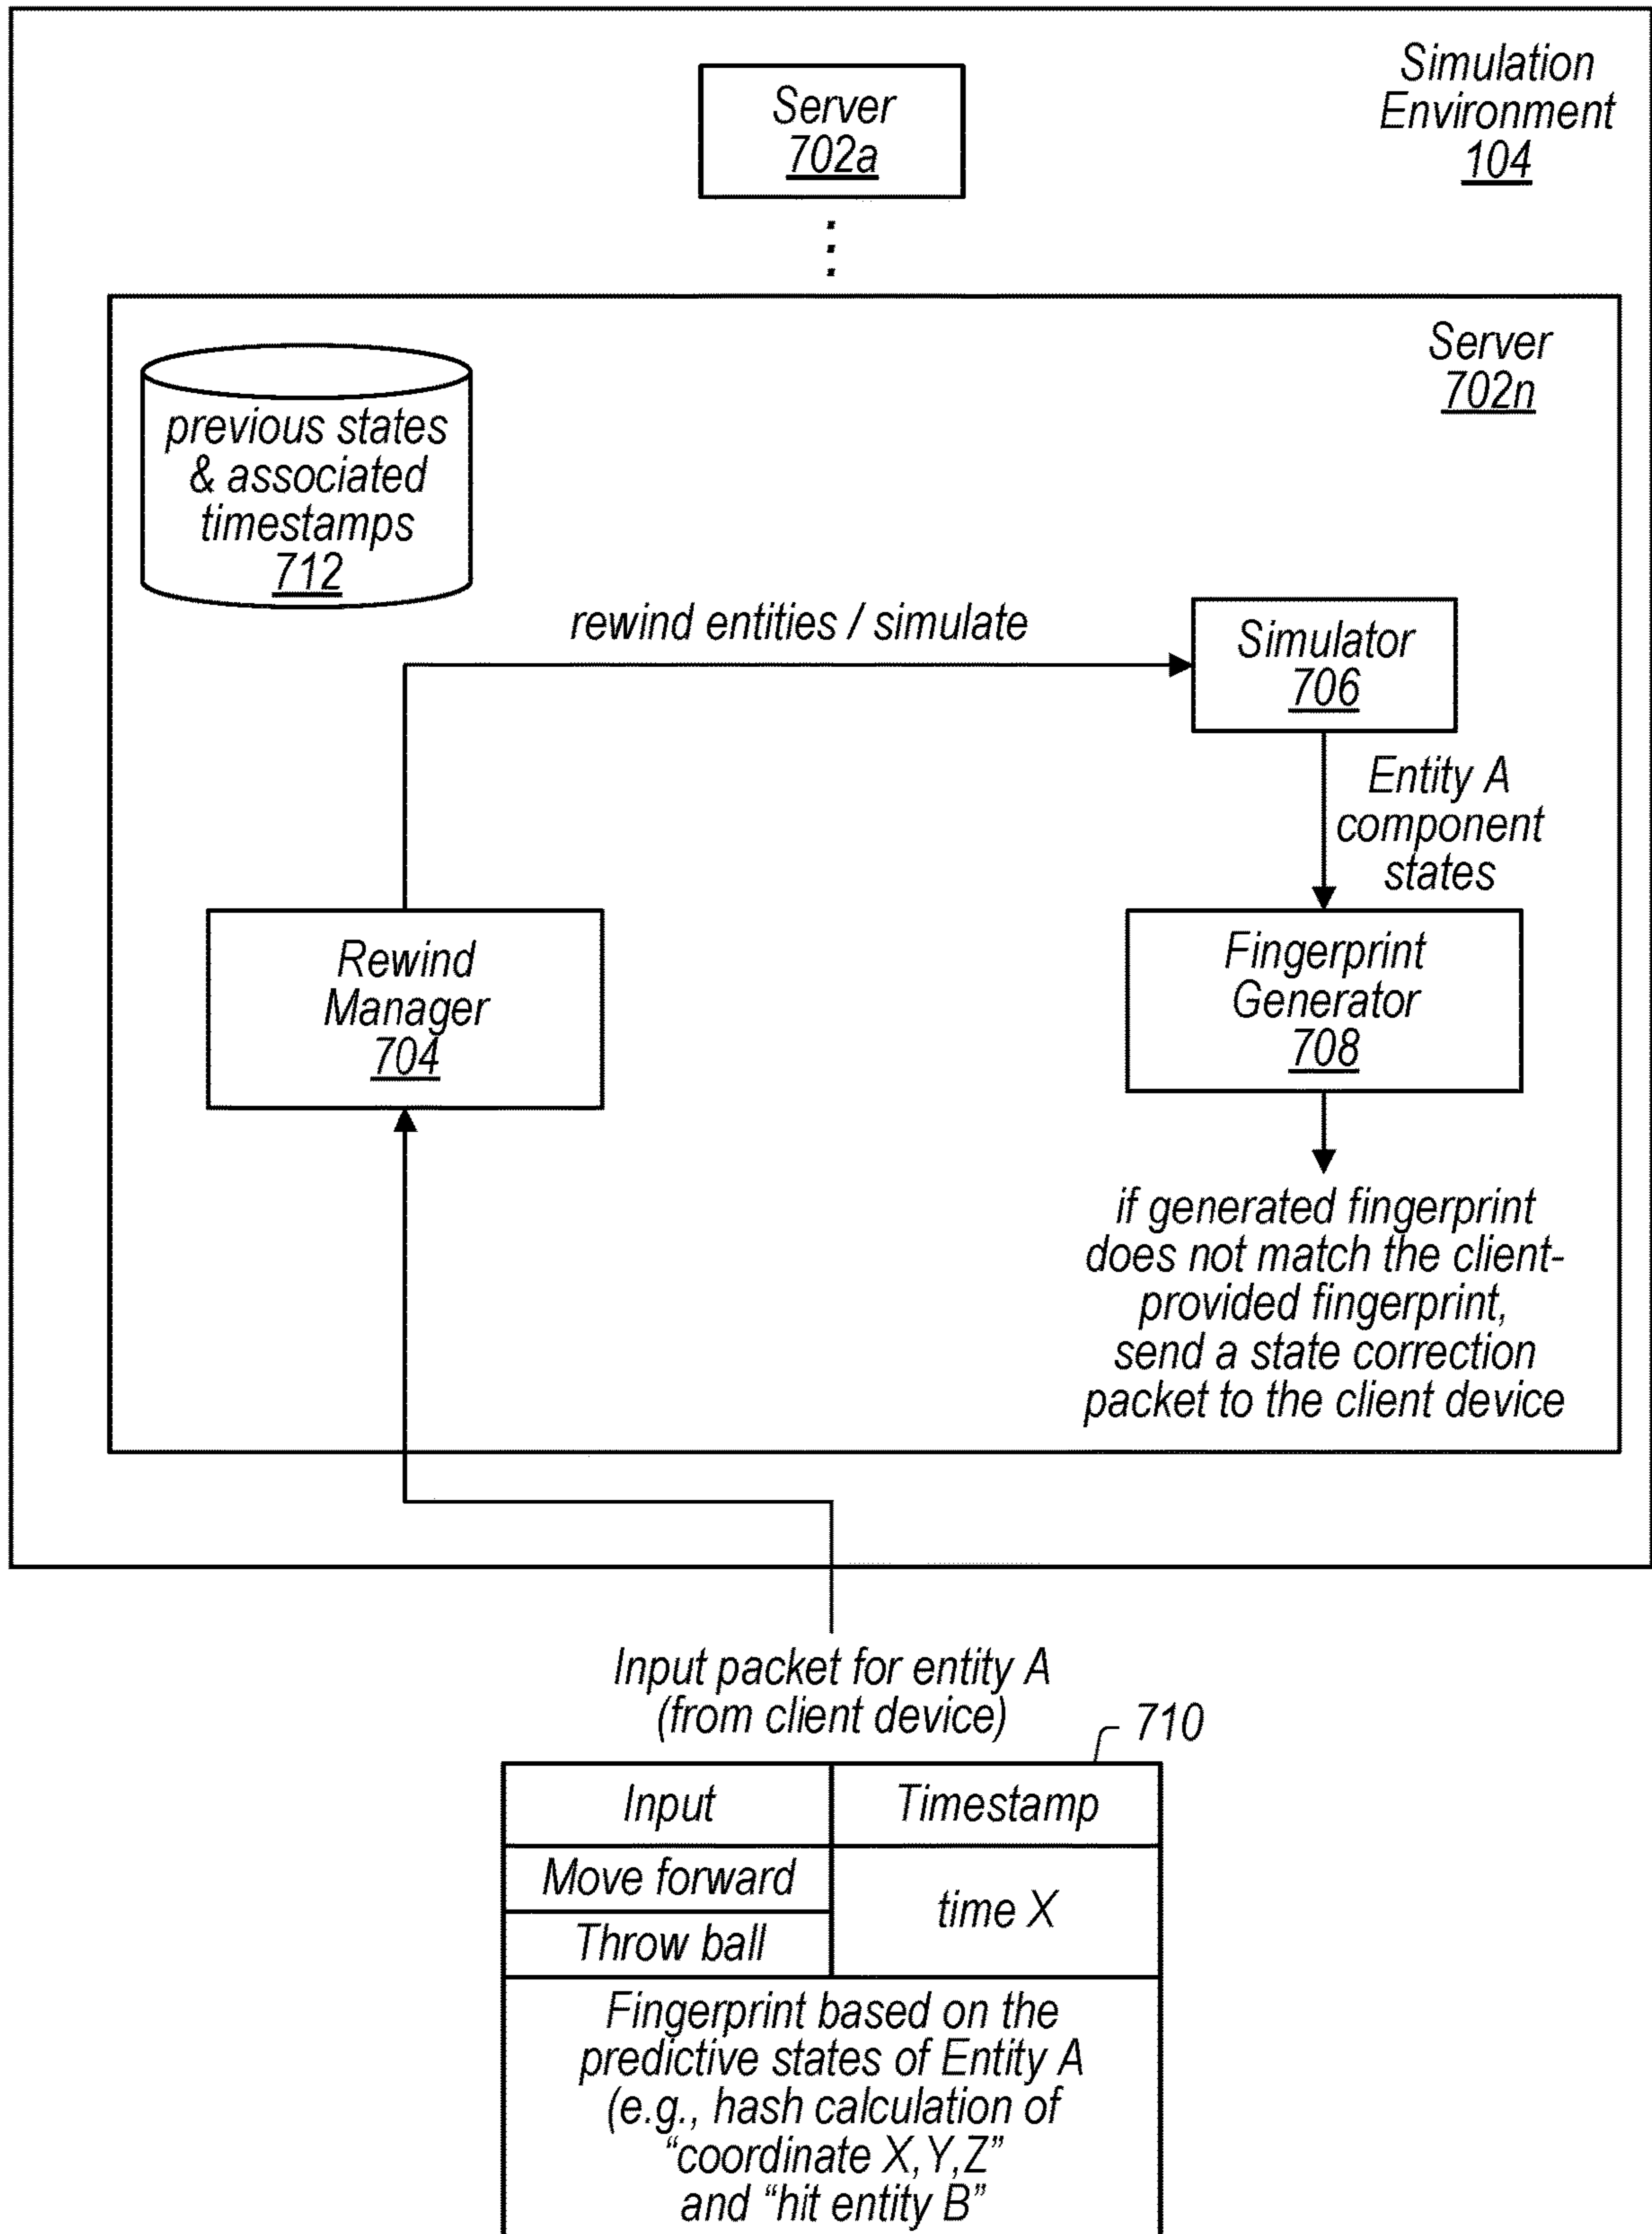 Simulation
Environment
104
Server
702a
Server
702n
previous states
& associated
timestamps
712
rewind entities / simulate
Simulator
706
Entity A
component
states
Rewind
Manager
704
Fingerprint
Generator
708
if generated fingerprint
does not match the client-
provided fingerprint,
send a state correction
packet to the client device
Input packet for entity A
(from client device)
710
Input Timestamp
Move forward
time X
Throw ball
Fingerprint based on the
predictive states of Entity A
(e.g., hash calculation of
“coordinate X,Y,Z”
and “hit entity B”